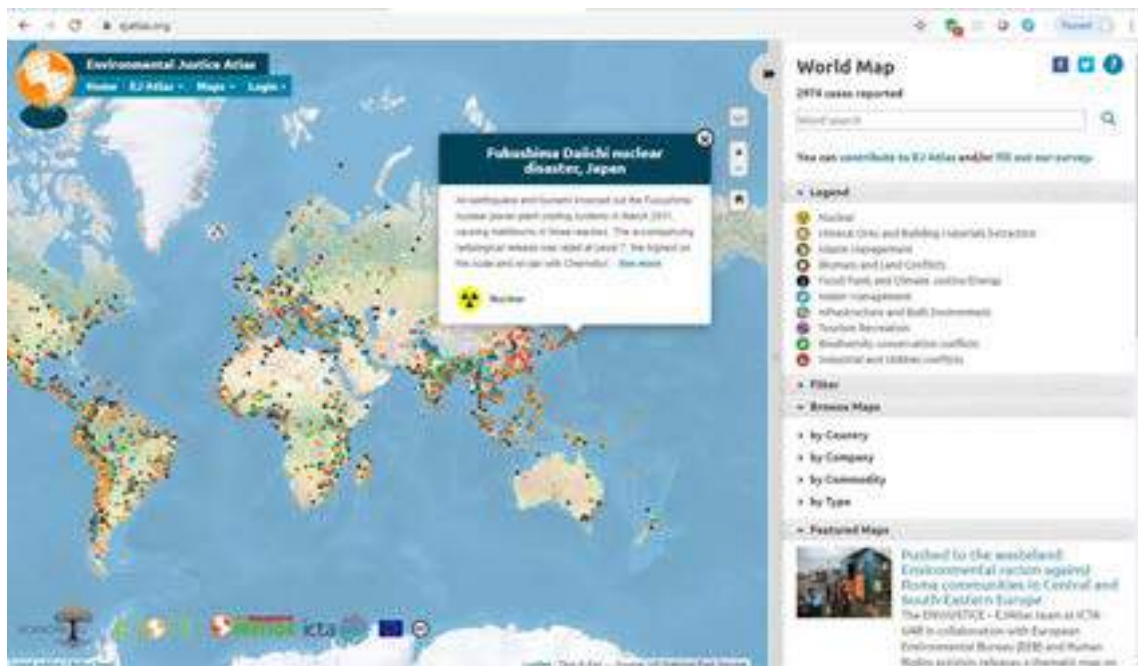 ejatlas.org
Paused
Environmental Justice Atlas
Home EJ Atlas Maps Login
Fukushima Daiichi nuclear
disaster, Japan
An earthquake and tsunami knocked out the Fukushima
nuclear power plant cooling systems in March 2011,
causing meltdowns in three reactors. The accompanying
radiological release was rated at Level 7, the highest on
the scale and on par with Chernobyl... See more
Nuclear
World Map
2974 cases reported
Word search
You can contribute to EJ Atlas and/or fill out our survey.
Legend
Nuclear
Mineral Ores and Building Materials Extraction
Waste Management
Biomass and Land Conflicts
Fossil Fuels and Climate Justice/Energy
Water Management
Infrastructure and Built Environment
Tourism Recreation
Biodiversity conservation conflicts
Industrial and Utilities conflicts
Filter
Browse Maps
by Country
by Company
by Commodity
by Type
Featured Maps
Pushed to the wasteland:
Environmental racism against
Roma communities in Central and
South-Eastern Europe
The ENVJUSTICE – EJAtlas team at ICTA
UAB in collaboration with European
Environmental Bureau (EEB) and Human
icta